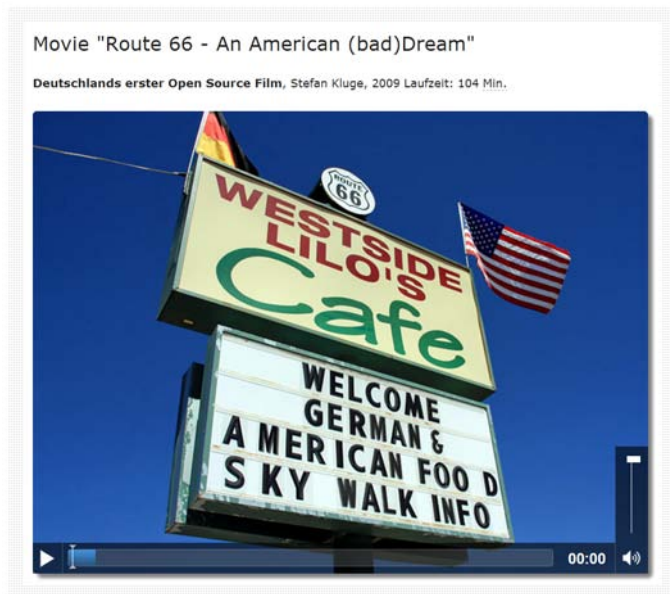 Movie "Route 66 - An American (bad)Dream"
Deutschlands erster Open Source Film, Stefan Kluge, 2009 Laufzeit: 104 Min.
ROUTE
66
WESTSIDE
LILO'S
Cafe
WELCOME
GERMAN &
AMERICAN FOOD
SKY WALK INFO
00:00